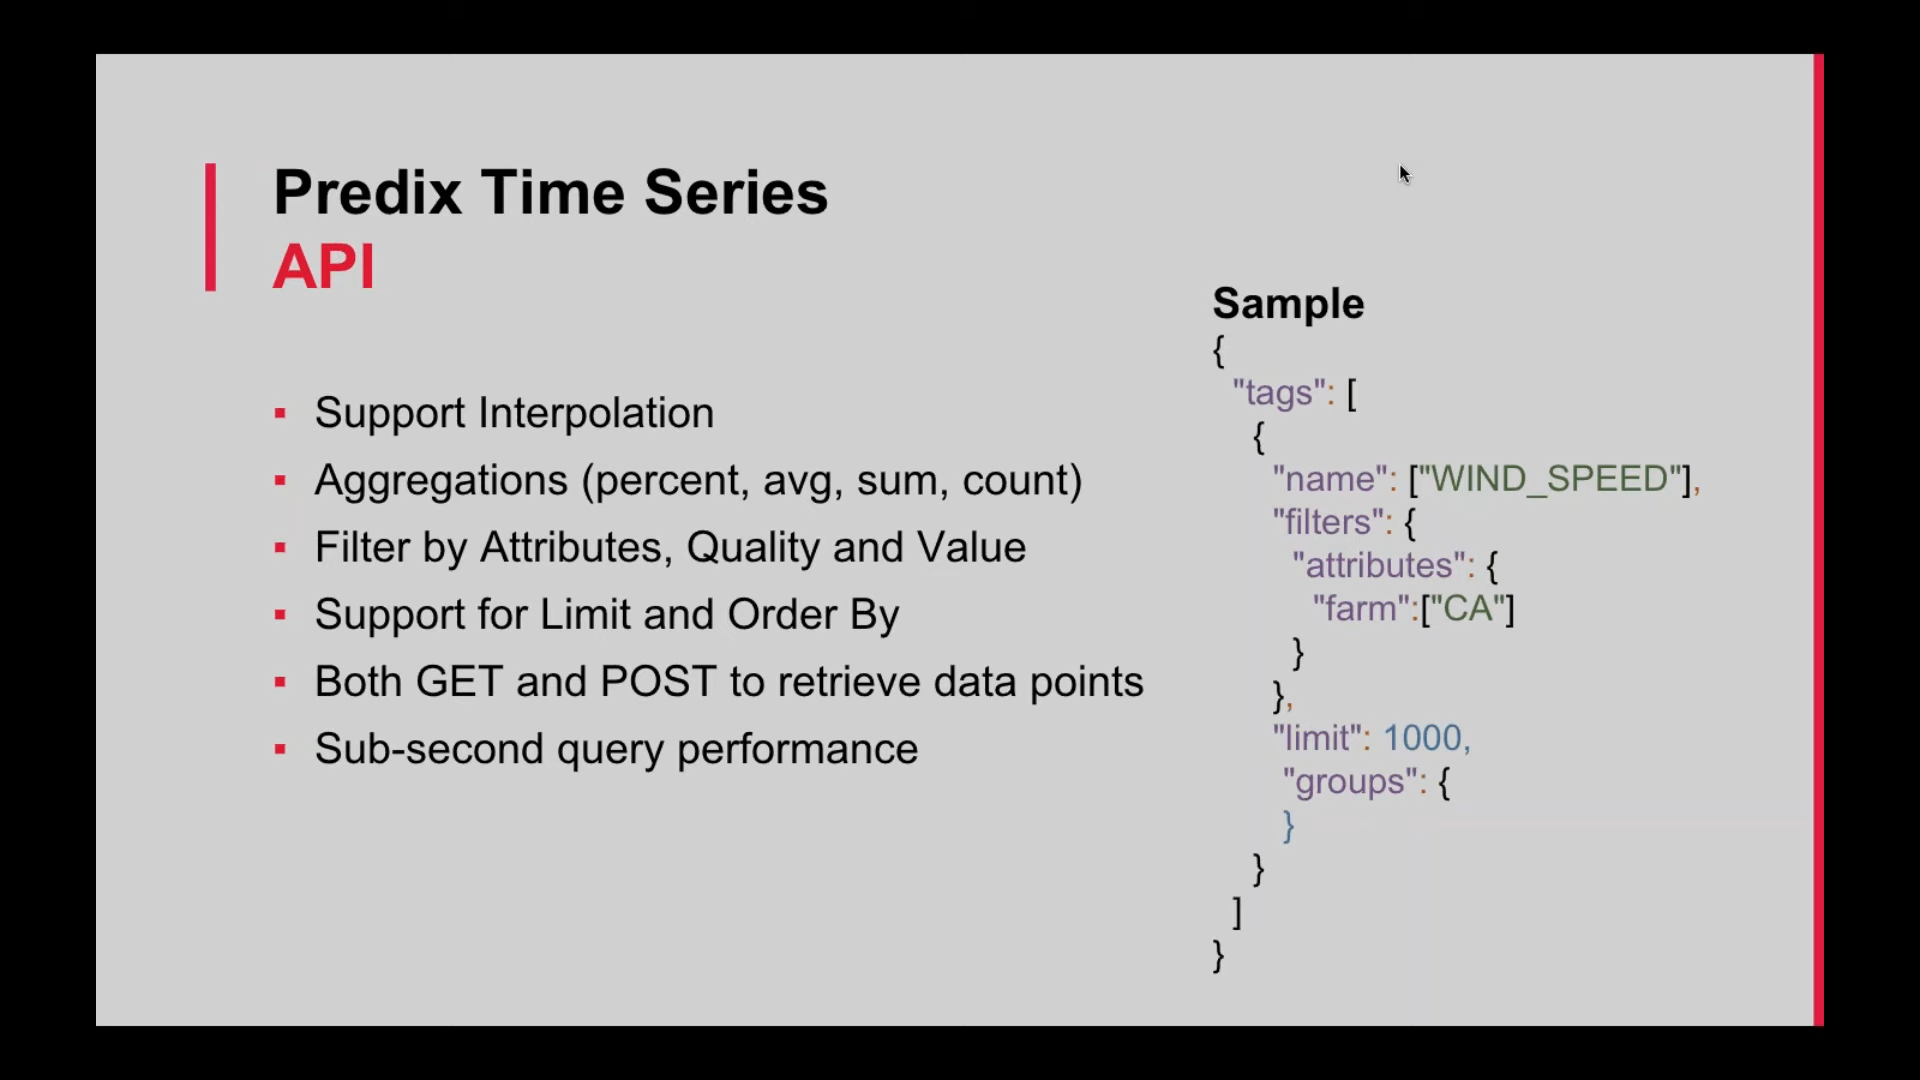 Predix Time Series
API
▪ Support Interpolation
▪ Aggregations (percent, avg, sum, count)
▪ Filter by Attributes, Quality and Value
▪ Support for Limit and Order By
▪ Both GET and POST to retrieve data points
▪ Sub-second query performance
Sample
{
"tags": [
{
"name": ["WIND_SPEED"],
"filters": {
"attributes": {
"farm":["CA"]
}
},
"limit": 1000,
"groups": {
}
}
]
}